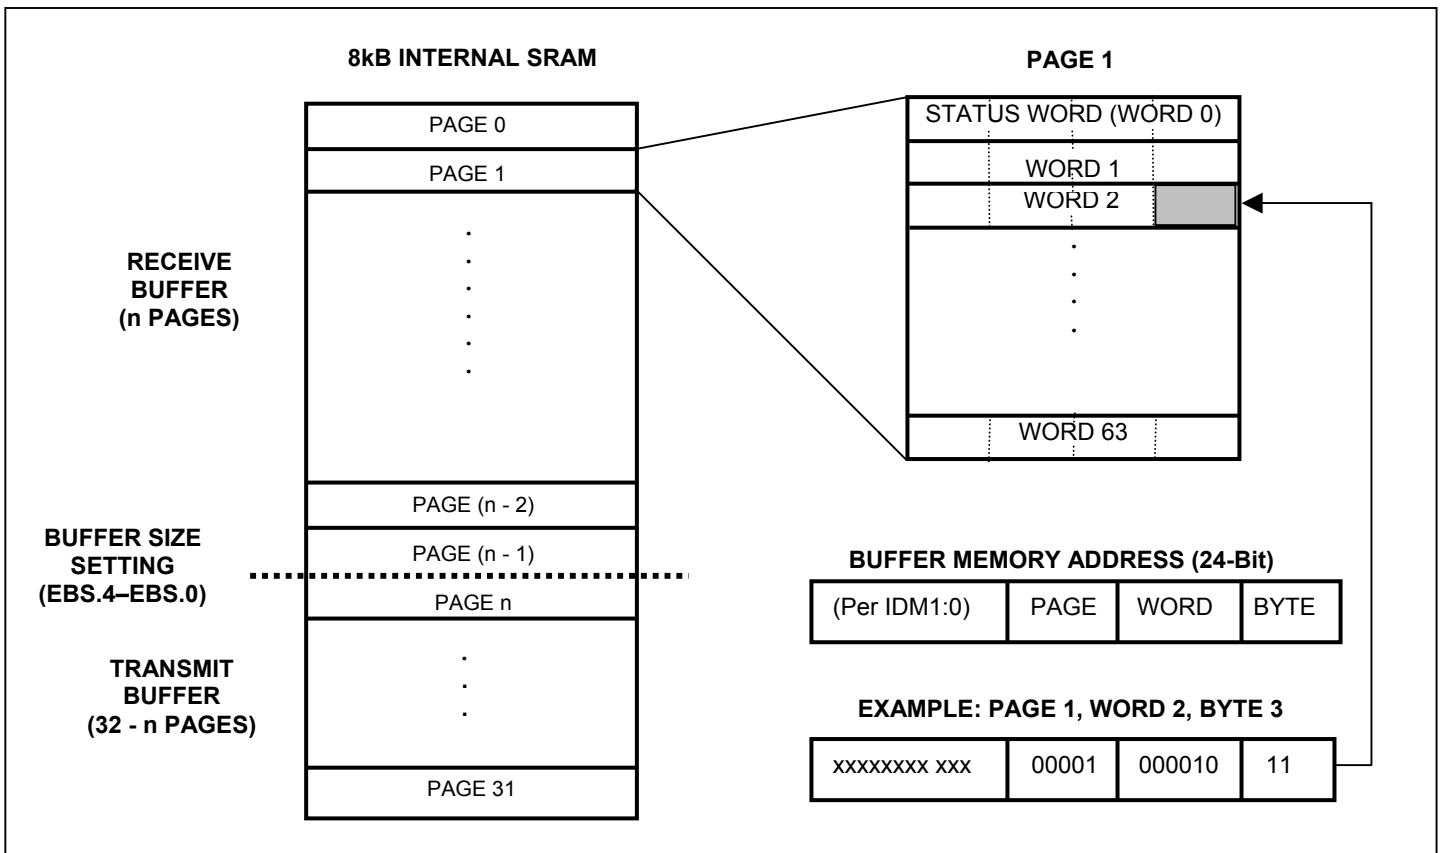 8kB INTERNAL SRAM
PAGE 0
PAGE 1
RECEIVE
BUFFER
(n PAGES)
PAGE (n - 2)
PAGE (n - 1)
BUFFER SIZE
SETTING
(EBS.4–EBS.0)
PAGE n
TRANSMIT
BUFFER
(32 - n PAGES)
PAGE 31
PAGE 1
STATUS WORD (WORD 0)
WORD 1
WORD 2
WORD 63
BUFFER MEMORY ADDRESS (24-Bit)
(Per IDM1:0) PAGE WORD BYTE
EXAMPLE: PAGE 1, WORD 2, BYTE 3
xxxxxxxx xxx 00001 000010 11